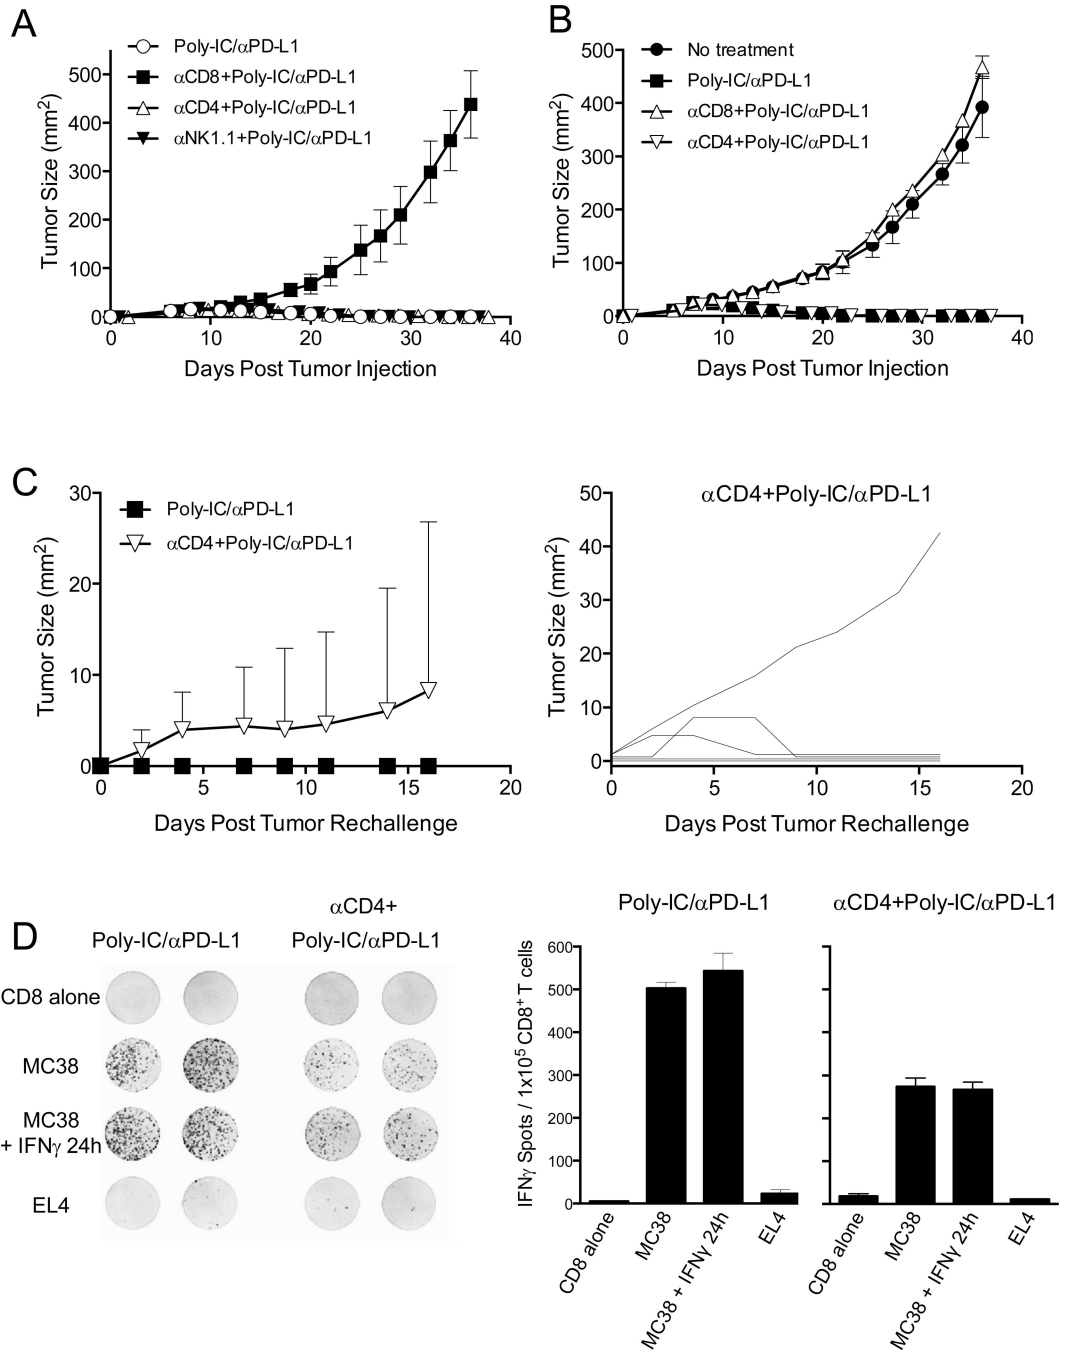 A
Poly-IC/αPD-L1
αCD8+Poly-IC/αPD-L1
αCD4+Poly-IC/αPD-L1
αNK1.1+Poly-IC/αPD-L1
Tumor Size (mm²)
500
400
300
200
100
0
0 10 20 30 40
Days Post Tumor Injection
B
No treatment
Poly-IC/αPD-L1
αCD8+Poly-IC/αPD-L1
αCD4+Poly-IC/αPD-L1
Tumor Size (mm²)
500
400
300
200
100
0
0 10 20 30 40
Days Post Tumor Injection
C
Poly-IC/αPD-L1
αCD4+Poly-IC/αPD-L1
Tumor Size (mm²)
30
20
10
0
0 5 10 15 20
Days Post Tumor Rechallenge
αCD4+Poly-IC/αPD-L1
Tumor Size (mm²)
50
40
30
20
10
0
0 5 10 15 20
Days Post Tumor Rechallenge
D
Poly-IC/αPD-L1
αCD4+
Poly-IC/αPD-L1
CD8 alone
MC38
MC38
+ IFNγ 24h
EL4
Poly-IC/αPD-L1
αCD4+Poly-IC/αPD-L1
IFNγ Spots / 1x10⁵ CD8⁺ T cells
600
500
400
300
200
100
0
CD8 alone
MC38
MC38 + IFNγ 24h
EL4
CD8 alone
MC38
MC38 + IFNγ 24h
EL4